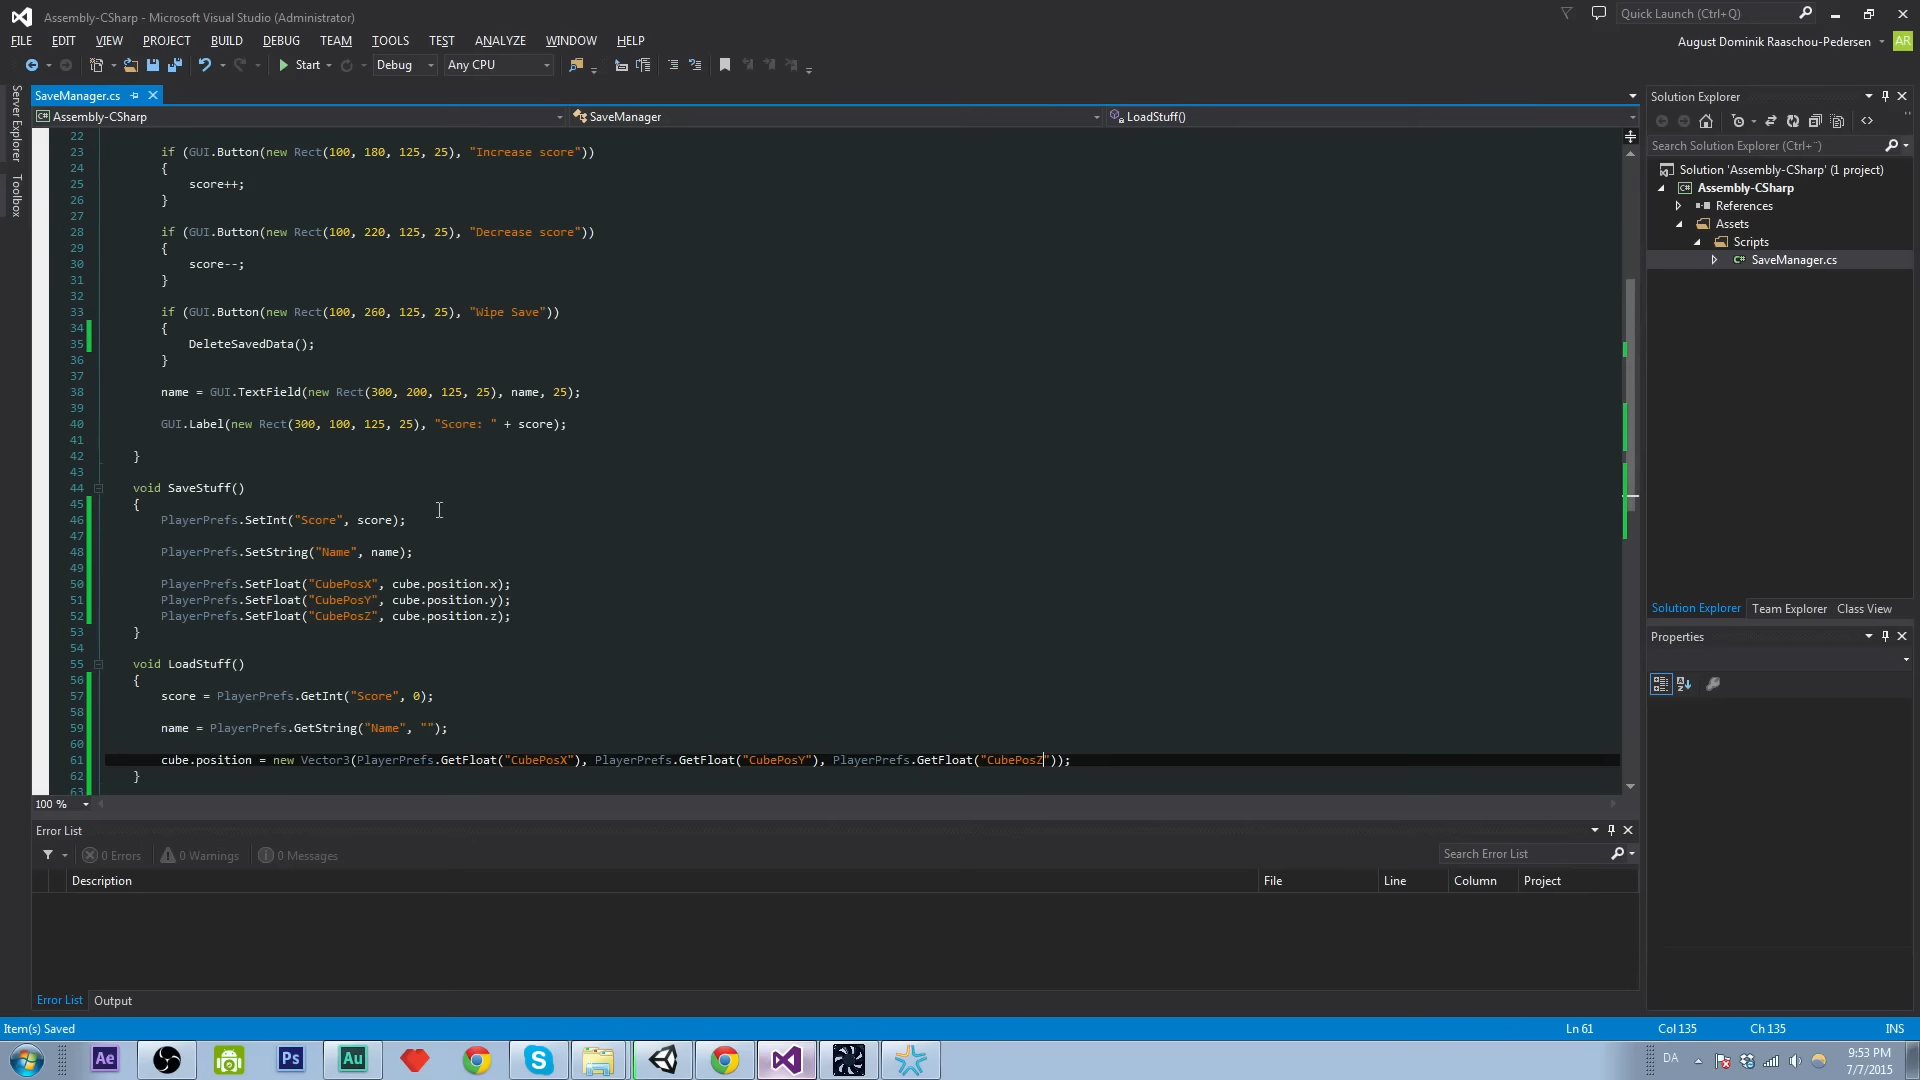 Assembly-CSharp - Microsoft Visual Studio (Administrator)
Quick Launch (Ctrl+Q)
FILE EDIT VIEW PROJECT BUILD DEBUG TEAM TOOLS TEST ANALYZE WINDOW HELP
August Dominik Raaschou-Pedersen AR
Start Debug Any CPU
Server Explorer
Toolbox
SaveManager.cs
Assembly-CSharp SaveManager LoadStuff()
22
23 if (GUI.Button(new Rect(100, 180, 125, 25), "Increase score"))
24 {
25 score++;
26 }
27
28 if (GUI.Button(new Rect(100, 220, 125, 25), "Decrease score"))
29 {
30 score--;
31 }
32
33 if (GUI.Button(new Rect(100, 260, 125, 25), "Wipe Save"))
34 {
35 DeleteSavedData();
36 }
37
38 name = GUI.TextField(new Rect(300, 200, 125, 25), name, 25);
39
40 GUI.Label(new Rect(300, 100, 125, 25), "Score: " + score);
41
42 }
43
44 void SaveStuff()
45 {
46 PlayerPrefs.SetInt("Score", score);
47
48 PlayerPrefs.SetString("Name", name);
49
50 PlayerPrefs.SetFloat("CubePosX", cube.position.x);
51 PlayerPrefs.SetFloat("CubePosY", cube.position.y);
52 PlayerPrefs.SetFloat("CubePosZ", cube.position.z);
53 }
54
55 void LoadStuff()
56 {
57 score = PlayerPrefs.GetInt("Score", 0);
58
59 name = PlayerPrefs.GetString("Name", "");
60
61 cube.position = new Vector3(PlayerPrefs.GetFloat("CubePosX"), PlayerPrefs.GetFloat("CubePosY"), PlayerPrefs.GetFloat("CubePosZ"));
62 }
63
100 %
Solution Explorer
Search Solution Explorer (Ctrl+¨)
Solution 'Assembly-CSharp' (1 project)
Assembly-CSharp
References
Assets
Scripts
SaveManager.cs
Solution Explorer Team Explorer Class View
Properties
Error List
0 Errors 0 Warnings 0 Messages
Search Error List
Description File Line Column Project
Error List Output
Item(s) Saved Ln 61 Col 135 Ch 135 INS
Ae Ps Au
DA
9:53 PM
7/7/2015